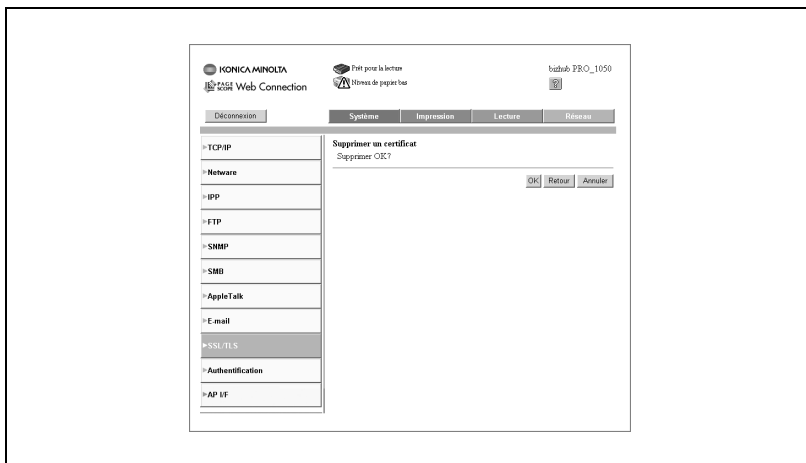 KONICA MINOLTA
PAGE SCOPE Web Connection
Prêt pour la lecture
Niveau de papier bas
bizhub PRO_1050
?
Déconnexion
Système
Impression
Lecture
Réseau
TCP/IP
Netware
IPP
FTP
SNMP
SMB
AppleTalk
E-mail
SSL/TLS
Authentification
AP I/F
Supprimer un certificat
Supprimer OK?
OK
Retour
Annuler